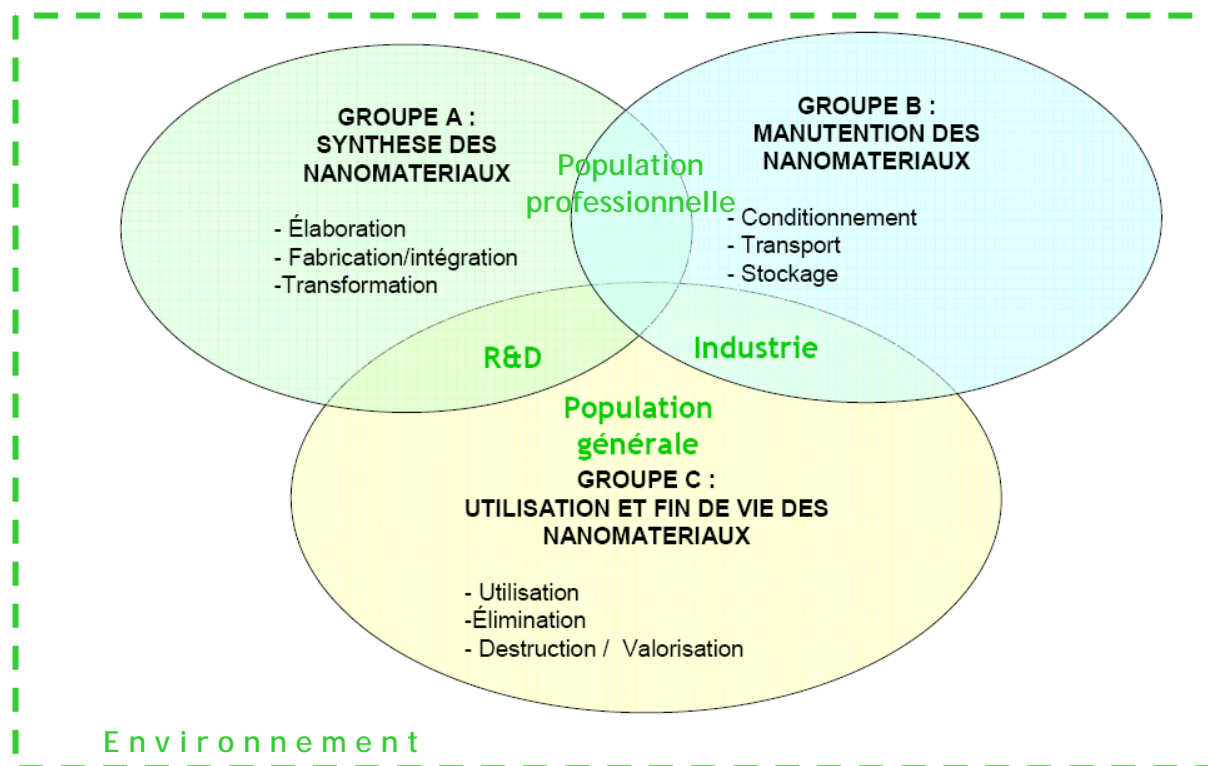 GROUPE A :
SYNTHESE DES
NANOMATERIAUX
- Élaboration
- Fabrication/intégration
-Transformation
Population
professionnelle
GROUPE B :
MANUTENTION DES
NANOMATERIAUX
- Conditionnement
- Transport
- Stockage
R&D
Industrie
Population
générale
GROUPE C :
UTILISATION ET FIN DE VIE DES
NANOMATERIAUX
- Utilisation
-Élimination
- Destruction / Valorisation
Environnement